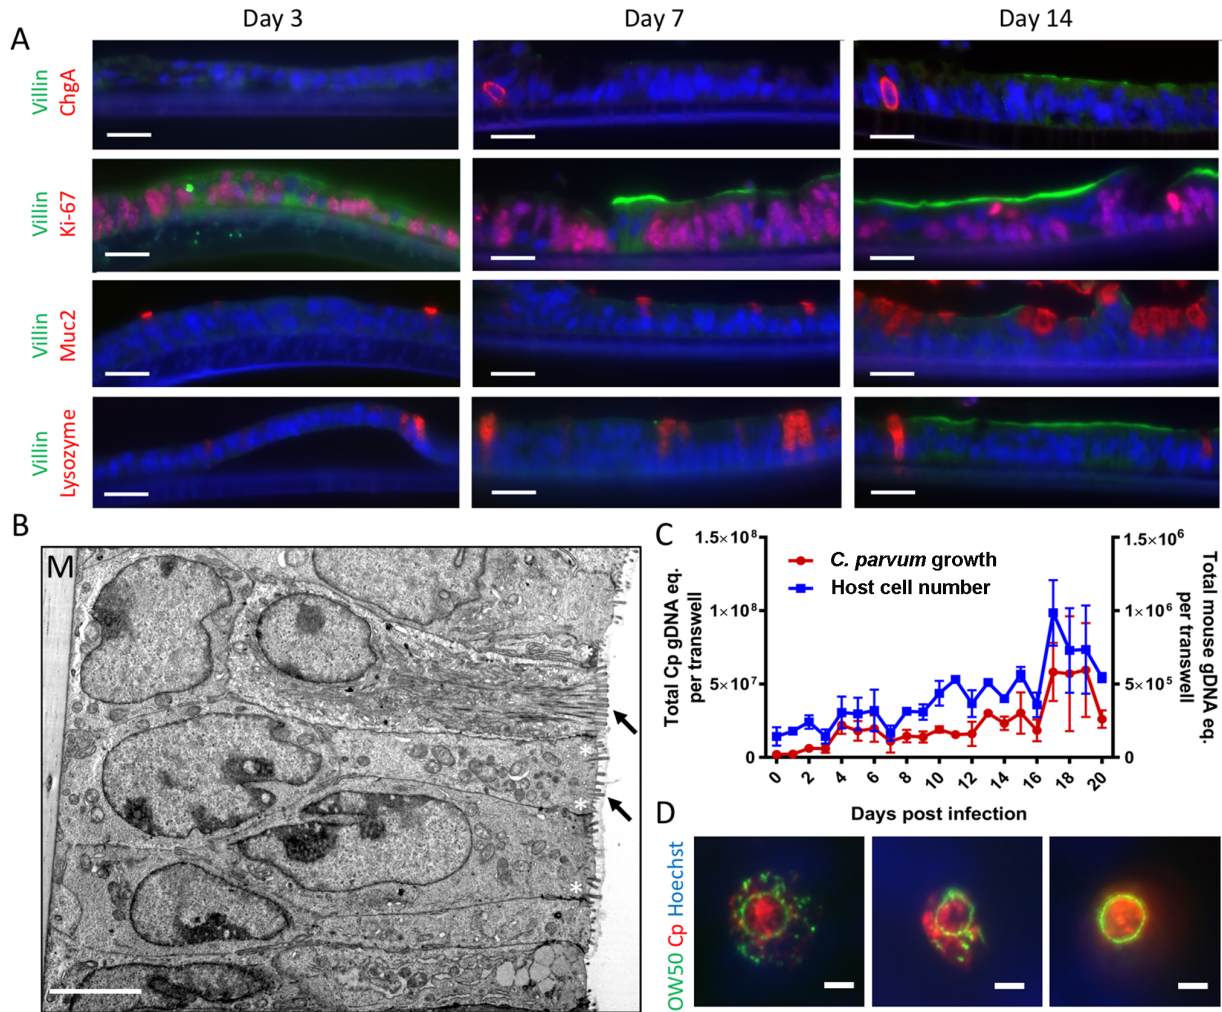 Day 3
Day 7
Day 14
A
Villin
ChgA
Villin
Ki-67
Villin
Muc2
Villin
Lysozyme
B
M
*
*
*
*
C
Total Cp gDNA eq.
per transwell
1.5×10⁸
1×10⁸
5×10⁷
0
C. parvum growth
Host cell number
1.5×10⁶
1×10⁶
5×10⁵
0
Total mouse gDNA eq.
per transwell
0 2 4 6 8 10 12 14 16 18 20
Days post infection
D
OW50 Cp Hoechst